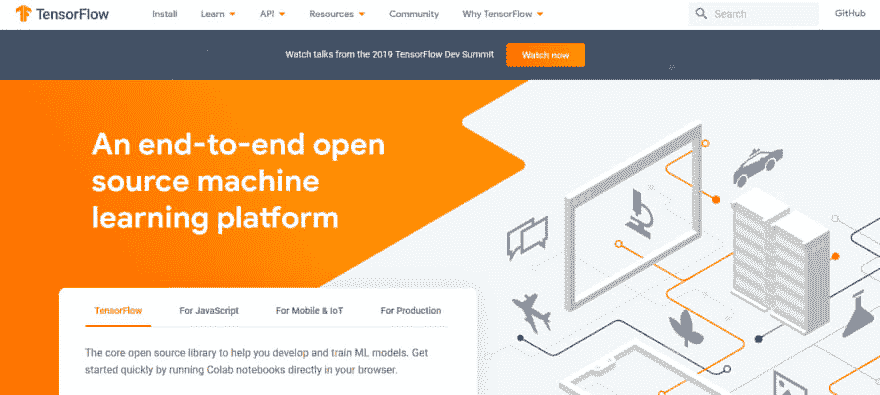 TensorFlow Install Learn API Resources Community Why TensorFlow Search GitHub
Watch talks from the 2019 TensorFlow Dev Summit Watch now
An end-to-end open
source machine
learning platform
TensorFlow For JavaScript For Mobile & IoT For Production
The core open source library to help you develop and train ML models. Get
started quickly by running Colab notebooks directly in your browser.